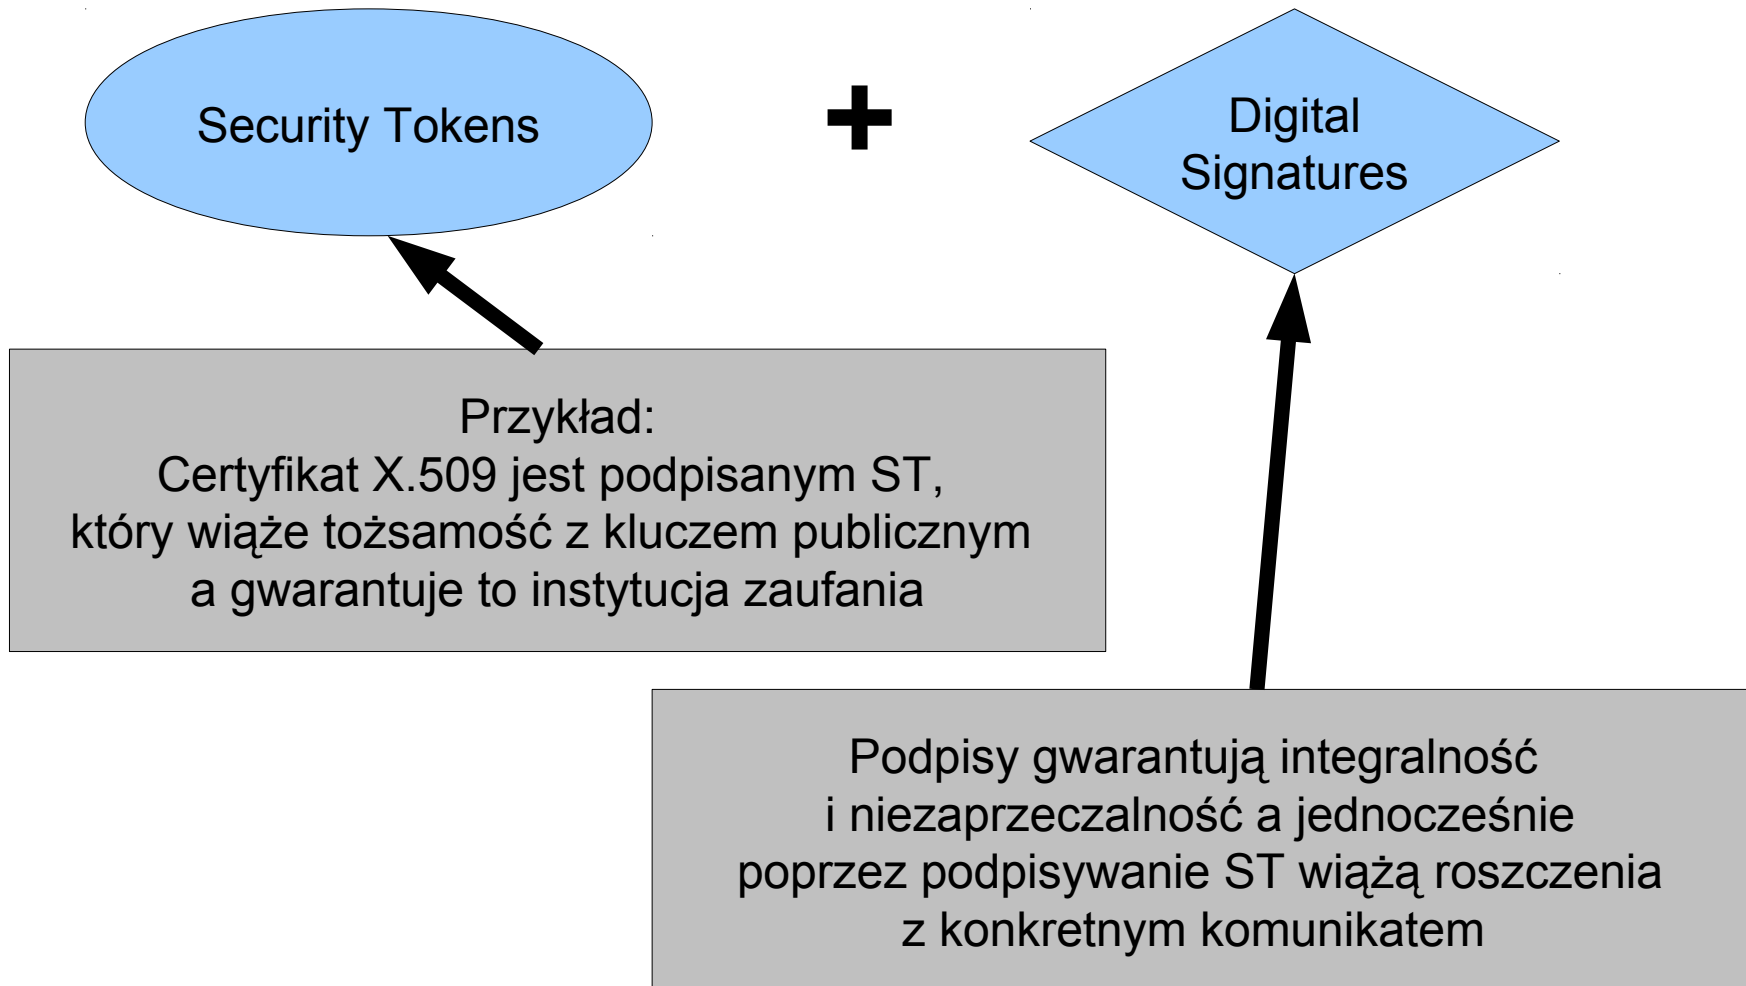 Security Tokens
+
Digital
Signatures
Przykład:
Certyfikat X.509 jest podpisanym ST,
który wiąże tożsamość z kluczem publicznym
a gwarantuje to instytucja zaufania
Podpisy gwarantują integralność
i niezaprzeczalność a jednocześnie
poprzez podpisywanie ST wiążą roszczenia
z konkretnym komunikatem